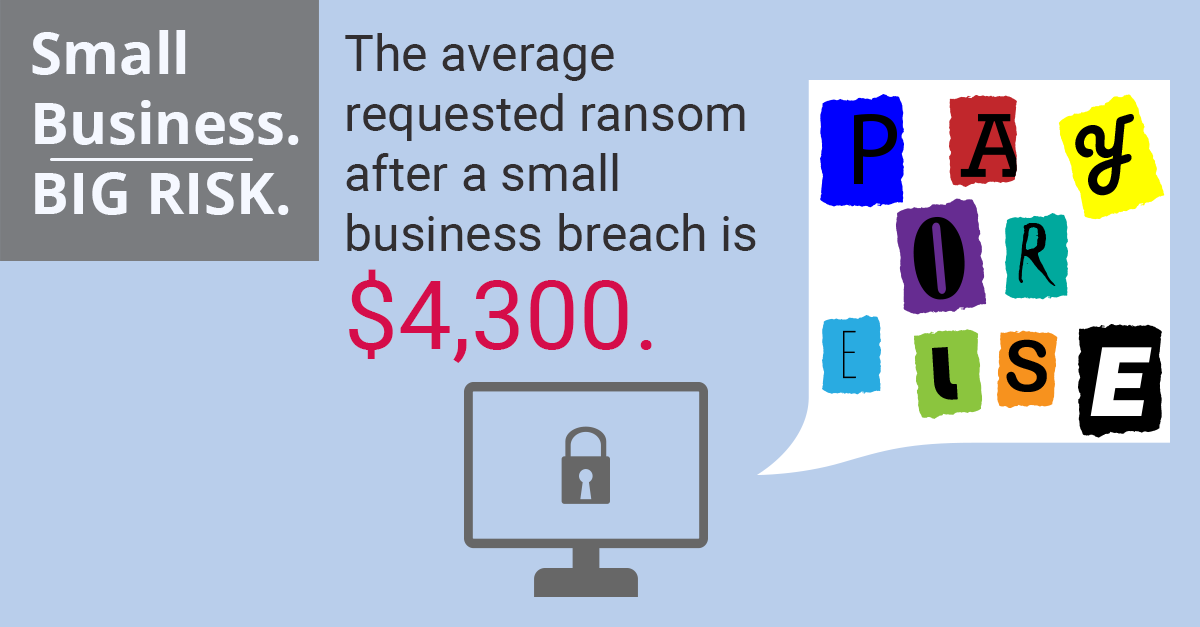 Small
Business.
BIG RISK.
The average
requested ransom
after a small
business breach is
$4,300.
PAY
OR
ElSE